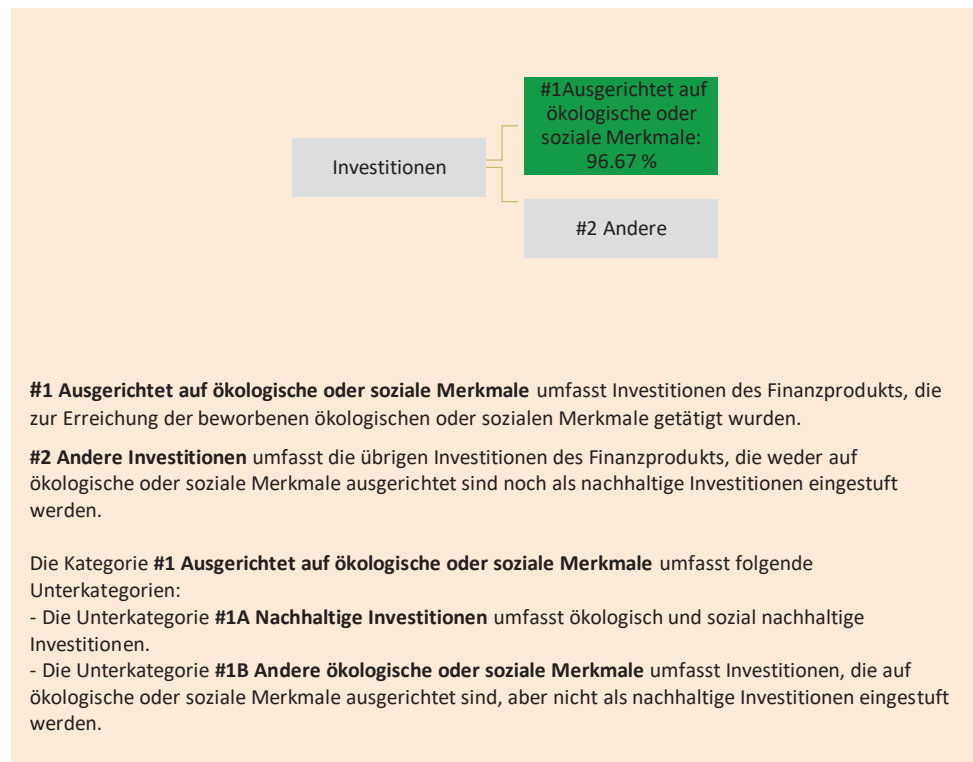 #1Ausgerichtet auf
ökologische oder
soziale Merkmale:
96.67 %
Investitionen
#2 Andere
#1 Ausgerichtet auf ökologische oder soziale Merkmale umfasst Investitionen des Finanzprodukts, die
zur Erreichung der beworbenen ökologischen oder sozialen Merkmale getätigt wurden.
#2 Andere Investitionen umfasst die übrigen Investitionen des Finanzprodukts, die weder auf
ökologische oder soziale Merkmale ausgerichtet sind noch als nachhaltige Investitionen eingestuft
werden.
Die Kategorie #1 Ausgerichtet auf ökologische oder soziale Merkmale umfasst folgende
Unterkategorien:
- Die Unterkategorie #1A Nachhaltige Investitionen umfasst ökologisch und sozial nachhaltige
Investitionen.
- Die Unterkategorie #1B Andere ökologische oder soziale Merkmale umfasst Investitionen, die auf
ökologische oder soziale Merkmale ausgerichtet sind, aber nicht als nachhaltige Investitionen eingestuft
werden.